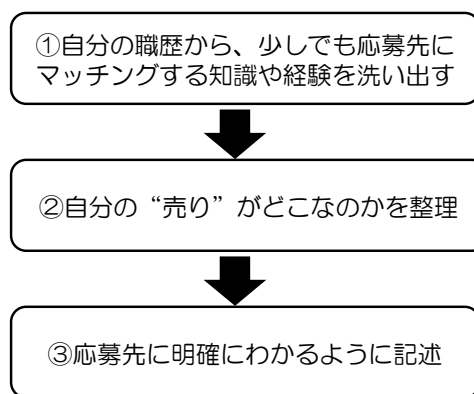 ①自分の職歴から、少しでも応募先に
マッチングする知識や経験を洗い出す
②自分の“売り”がどこなのかを整理
③応募先に明確にわかるように記述